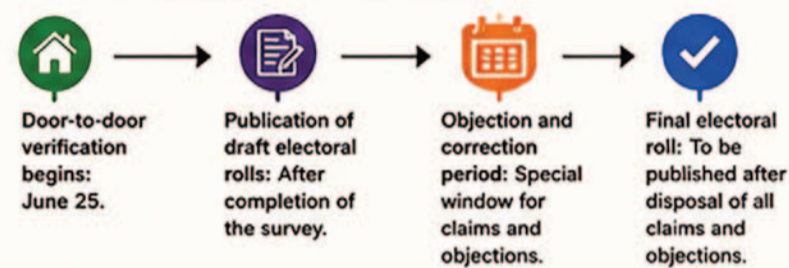 Door-to-door
verification
begins:
June 25.
Publication of
draft electoral
rolls: After
completion of
the survey.
Objection and
correction
period: Special
window for
claims and
objections.
Final electoral
roll: To be
published after
disposal of all
claims and
objections.